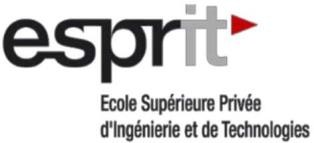 esprit
Ecole Supérieure Privée
d'Ingénierie et de Technologies